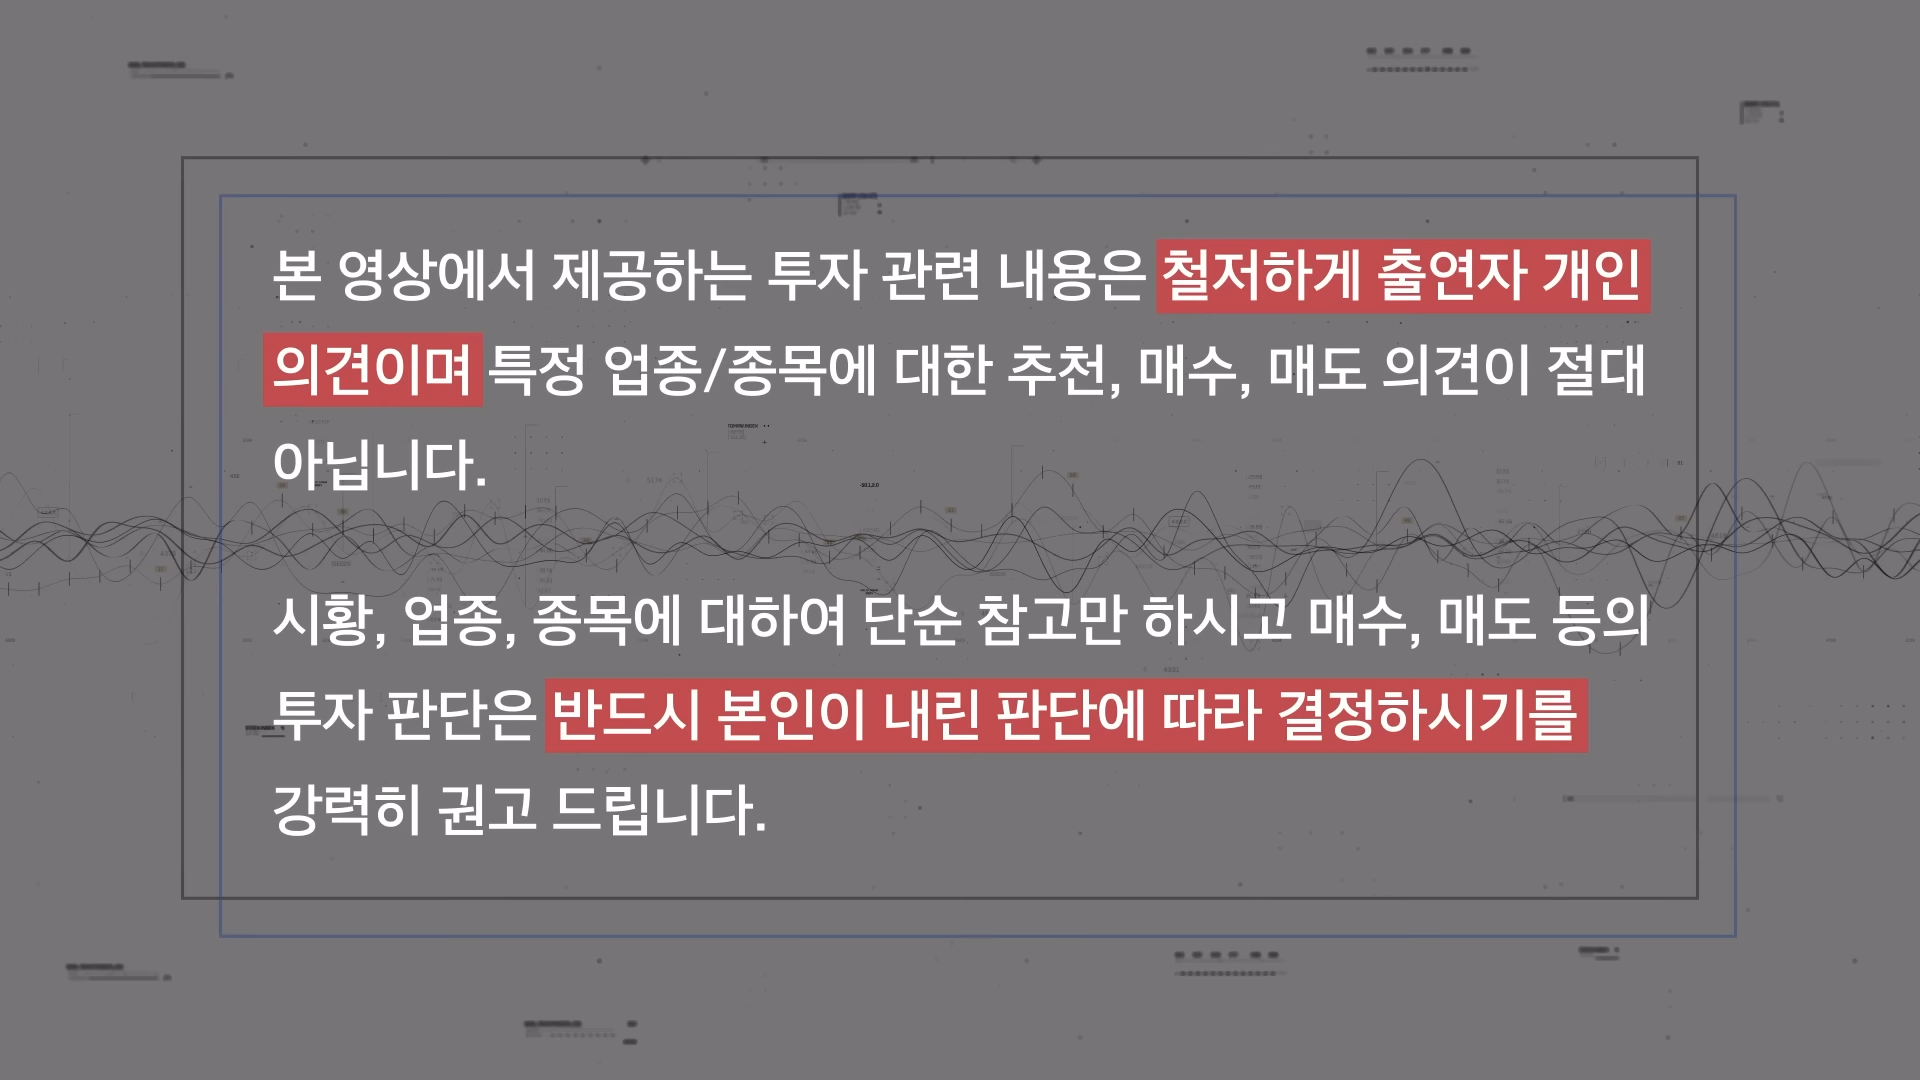 본 영상에서 제공하는 투자 관련 내용은 철저하게 출연자 개인
의견이며 특정 업종/종목에 대한 추천, 매수, 매도 의견이 절대
아닙니다.
시황, 업종, 종목에 대하여 단순 참고만 하시고 매수, 매도 등의
투자 판단은 반드시 본인이 내린 판단에 따라 결정하시기를
강력히 권고 드립니다.